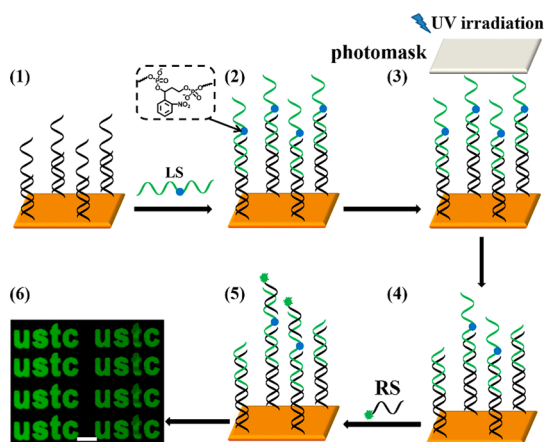 UV irradiation
photomask
(1)
(2)
(3)
NO₂
LS
(6)
(5)
(4)
RS
ustc ustc
ustc ustc
ustc ustc
ustc ustc